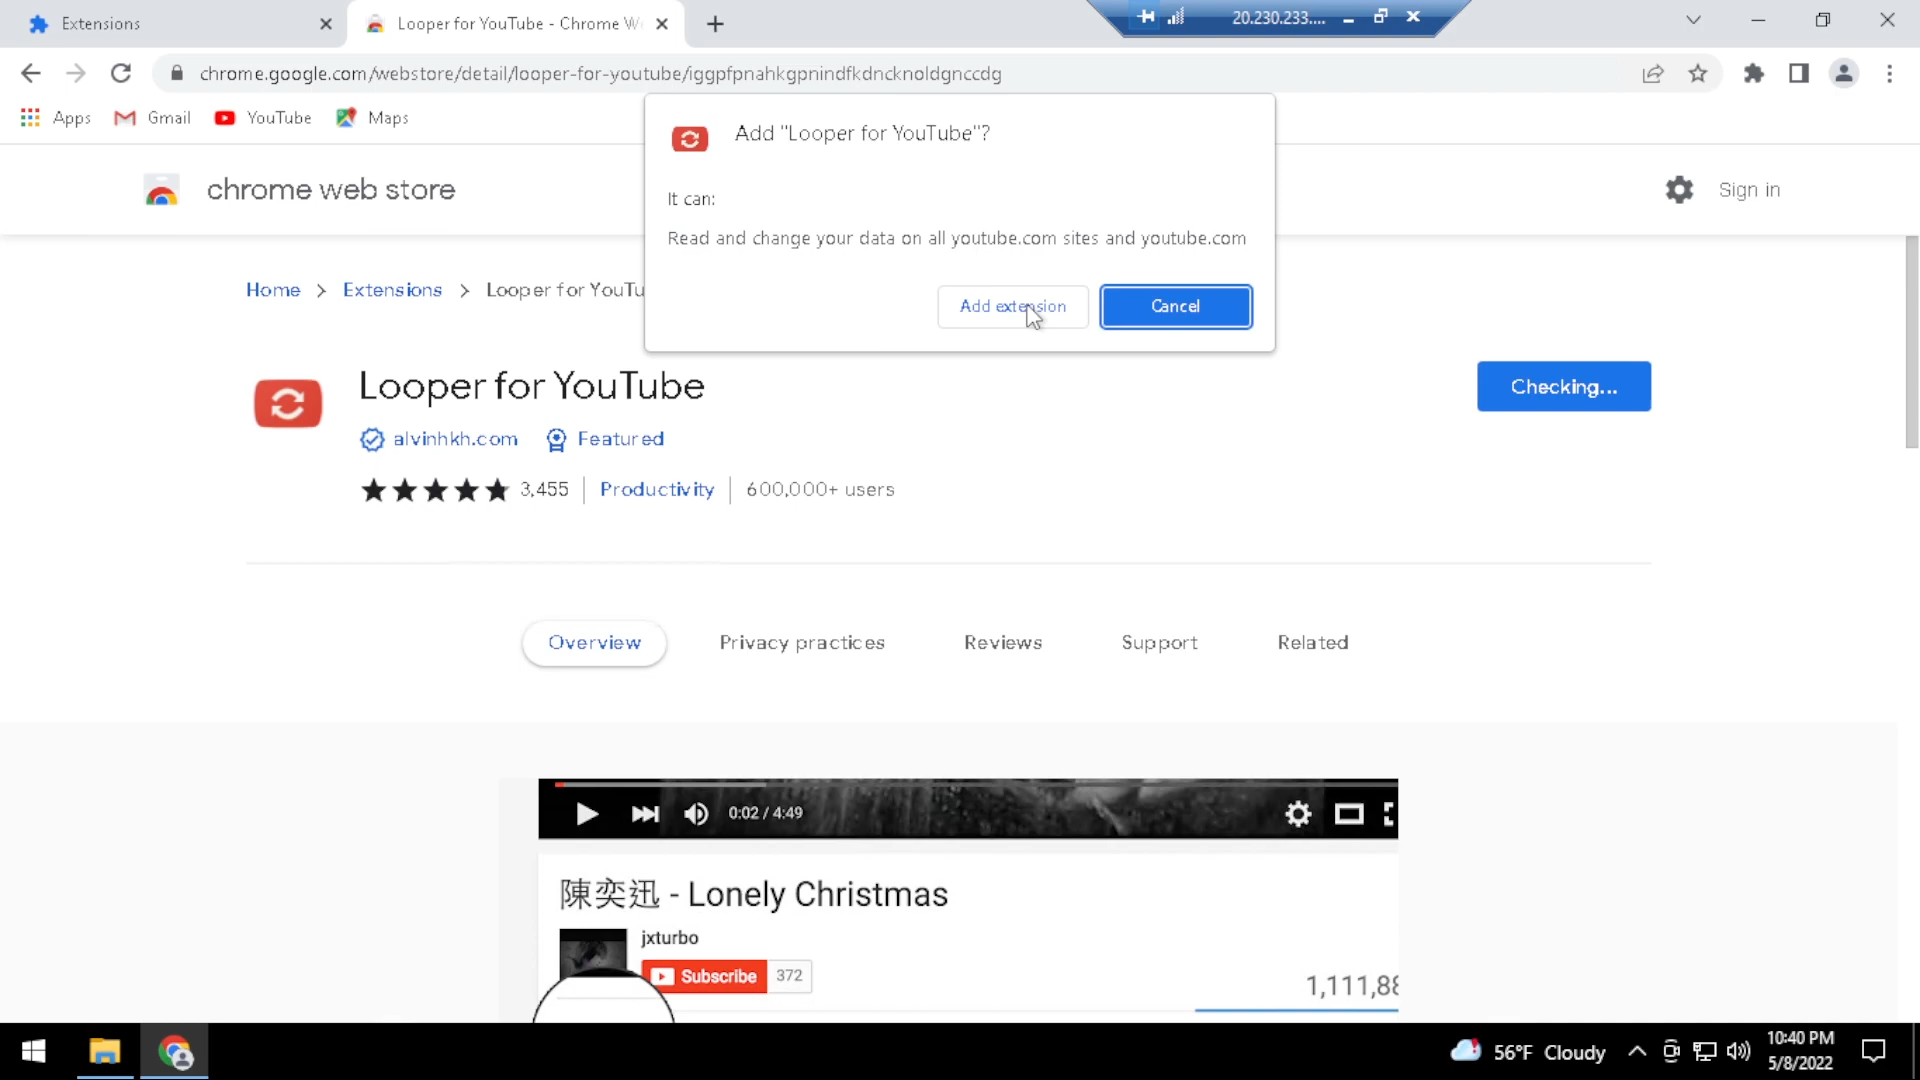 Extensions
Looper for YouTube - Chrome W
20.230.233....
chrome.google.com/webstore/detail/looper-for-youtube/iggpfpnahkgpnindfkdncknoldgnccdg
Apps
Gmail
YouTube
Maps
Add "Looper for YouTube"?
It can:
Read and change your data on all youtube.com sites and youtube.com
Add extension
Cancel
chrome web store
Sign in
Home > Extensions > Looper for YouTu
Looper for YouTube
Checking...
alvinhkh.com
Featured
3,455
Productivity
600,000+ users
Overview
Privacy practices
Reviews
Support
Related
0:02 / 4:49
陳奕迅 - Lonely Christmas
jxturbo
Subscribe
372
1,111,88
56°F Cloudy
10:40 PM
5/8/2022